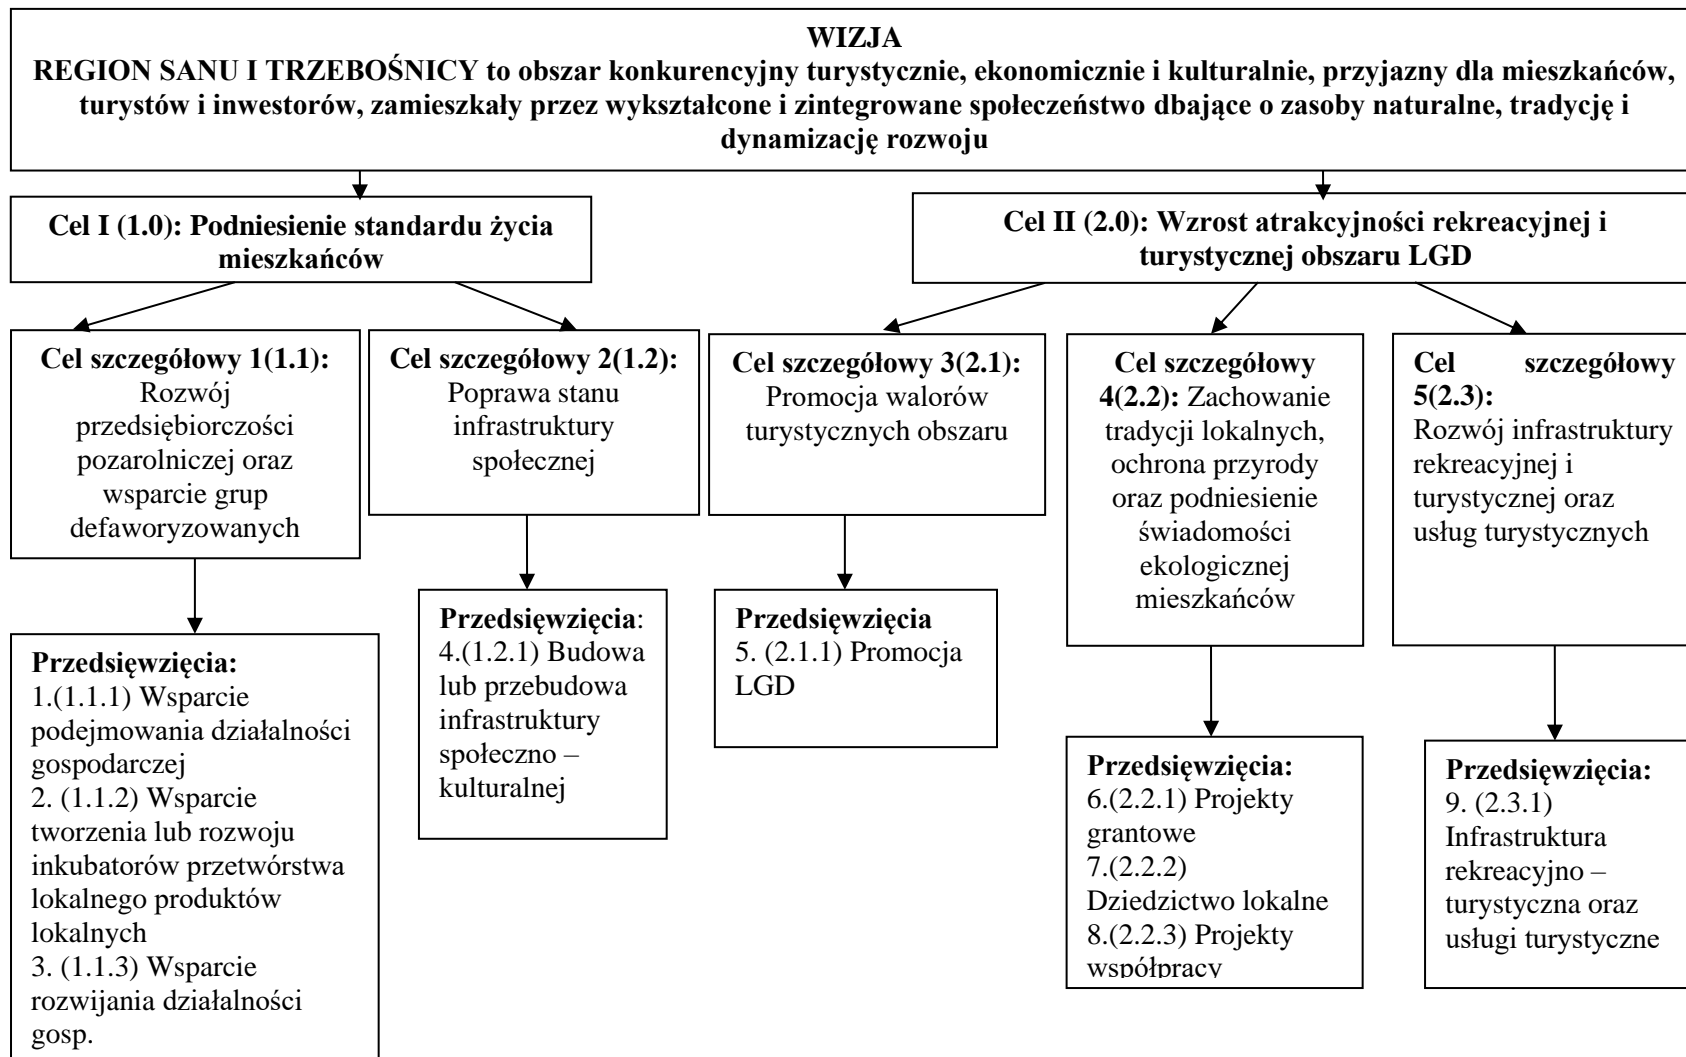 WIZJA
REGION SANU I TRZEBOŚNICY to obszar konkurencyjny turystycznie, ekonomicznie i kulturalnie, przyjazny dla mieszkańców,
turystów i inwestorów, zamieszkały przez wykształcone i zintegrowane społeczeństwo dbające o zasoby naturalne, tradycję i
dynamizację rozwoju
Cel I (1.0): Podniesienie standardu życia
mieszkańców
Cel II (2.0): Wzrost atrakcyjności rekreacyjnej i
turystycznej obszaru LGD
Cel szczegółowy 1(1.1):
Rozwój
przedsiębiorczości
pozarolniczej oraz
wsparcie grup
defaworyzowanych
Cel szczegółowy 2(1.2):
Poprawa stanu
infrastruktury
społecznej
Cel szczegółowy 3(2.1):
Promocja walorów
turystycznych obszaru
Cel szczegółowy
4(2.2): Zachowanie
tradycji lokalnych,
ochrona przyrody
oraz podniesienie
świadomości
ekologicznej
mieszkańców
Cel szczegółowy
5(2.3):
Rozwój infrastruktury
rekreacyjnej i
turystycznej oraz
usług turystycznych
Przedsięwzięcia:
1.(1.1.1) Wsparcie
podejmowania działalności
gospodarczej
2. (1.1.2) Wsparcie
tworzenia lub rozwoju
inkubatorów przetwórstwa
lokalnego produktów
lokalnych
3. (1.1.3) Wsparcie
rozwijania działalności
gosp.
Przedsięwzięcia:
4.(1.2.1) Budowa
lub przebudowa
infrastruktury
społeczno –
kulturalnej
Przedsięwzięcia
5. (2.1.1) Promocja
LGD
Przedsięwzięcia:
6.(2.2.1) Projekty
grantowe
7.(2.2.2)
Dziedzictwo lokalne
8.(2.2.3) Projekty
współpracy
Przedsięwzięcia:
9. (2.3.1)
Infrastruktura
rekreacyjno –
turystyczna oraz
usługi turystyczne